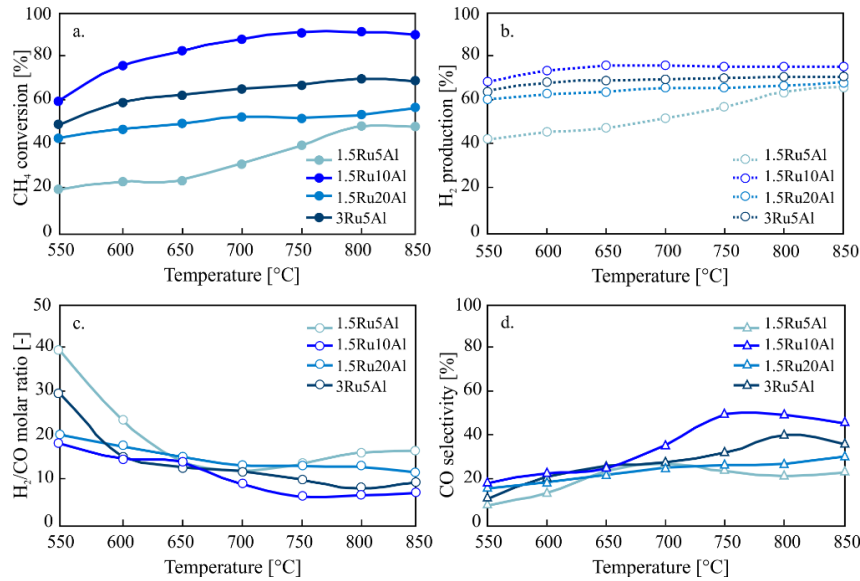 a.
CH₄ conversion [%]
100
80
60
40
20
0
1.5Ru5Al
1.5Ru10Al
1.5Ru20Al
3Ru5Al
550 600 650 700 750 800 850
Temperature [°C]
b.
H₂ production [%]
100
80
60
40
20
0
1.5Ru5Al
1.5Ru10Al
1.5Ru20Al
3Ru5Al
550 600 650 700 750 800 850
Temperature [°C]
c.
H₂/CO molar ratio [-]
50
40
30
20
10
0
1.5Ru5Al
1.5Ru10Al
1.5Ru20Al
3Ru5Al
550 600 650 700 750 800 850
Temperature [°C]
d.
CO selectivity [%]
100
80
60
40
20
0
1.5Ru5Al
1.5Ru10Al
1.5Ru20Al
3Ru5Al
550 600 650 700 750 800 850
Temperature [°C]